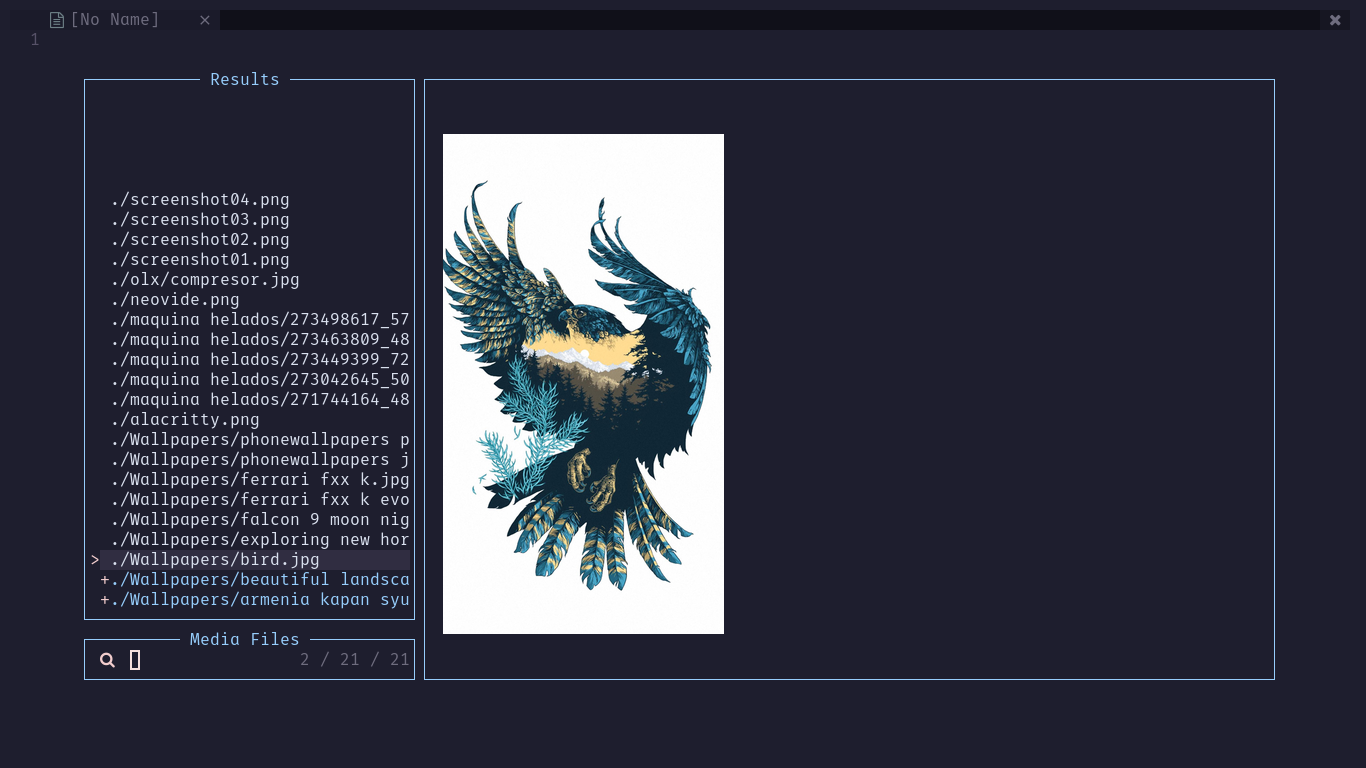 [No Name] ×
1
Results
./screenshot04.png
./screenshot03.png
./screenshot02.png
./screenshot01.png
./olx/compresor.jpg
./neovide.png
./maquina helados/273498617_57
./maquina helados/273463809_48
./maquina helados/273449399_72
./maquina helados/273042645_50
./maquina helados/271744164_48
./alacritty.png
./Wallpapers/phonewallpapers p
./Wallpapers/phonewallpapers j
./Wallpapers/ferrari fxx k.jpg
./Wallpapers/ferrari fxx k evo
./Wallpapers/falcon 9 moon nig
./Wallpapers/exploring new hor
> ./Wallpapers/bird.jpg
+./Wallpapers/beautiful landsca
+./Wallpapers/armenia kapan syu
Media Files
2 / 21 / 21